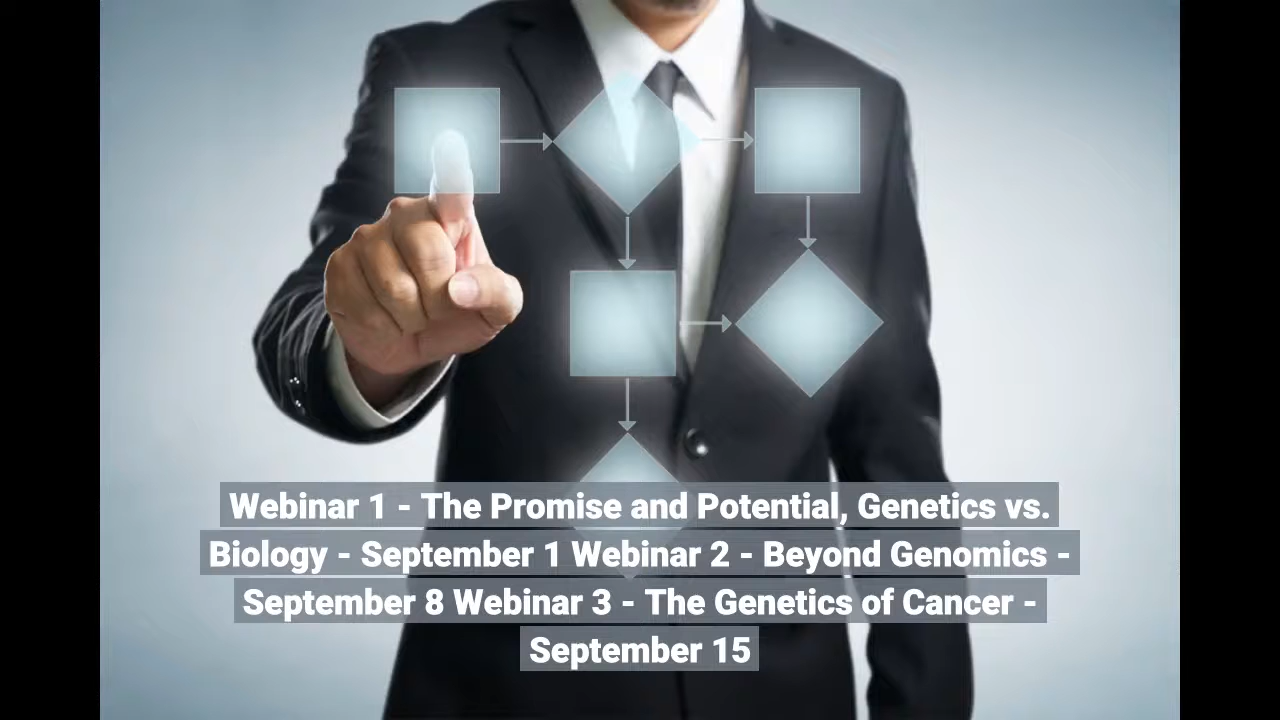 Webinar 1 - The Promise and Potential, Genetics vs.
Biology - September 1 Webinar 2 - Beyond Genomics -
September 8 Webinar 3 - The Genetics of Cancer -
September 15